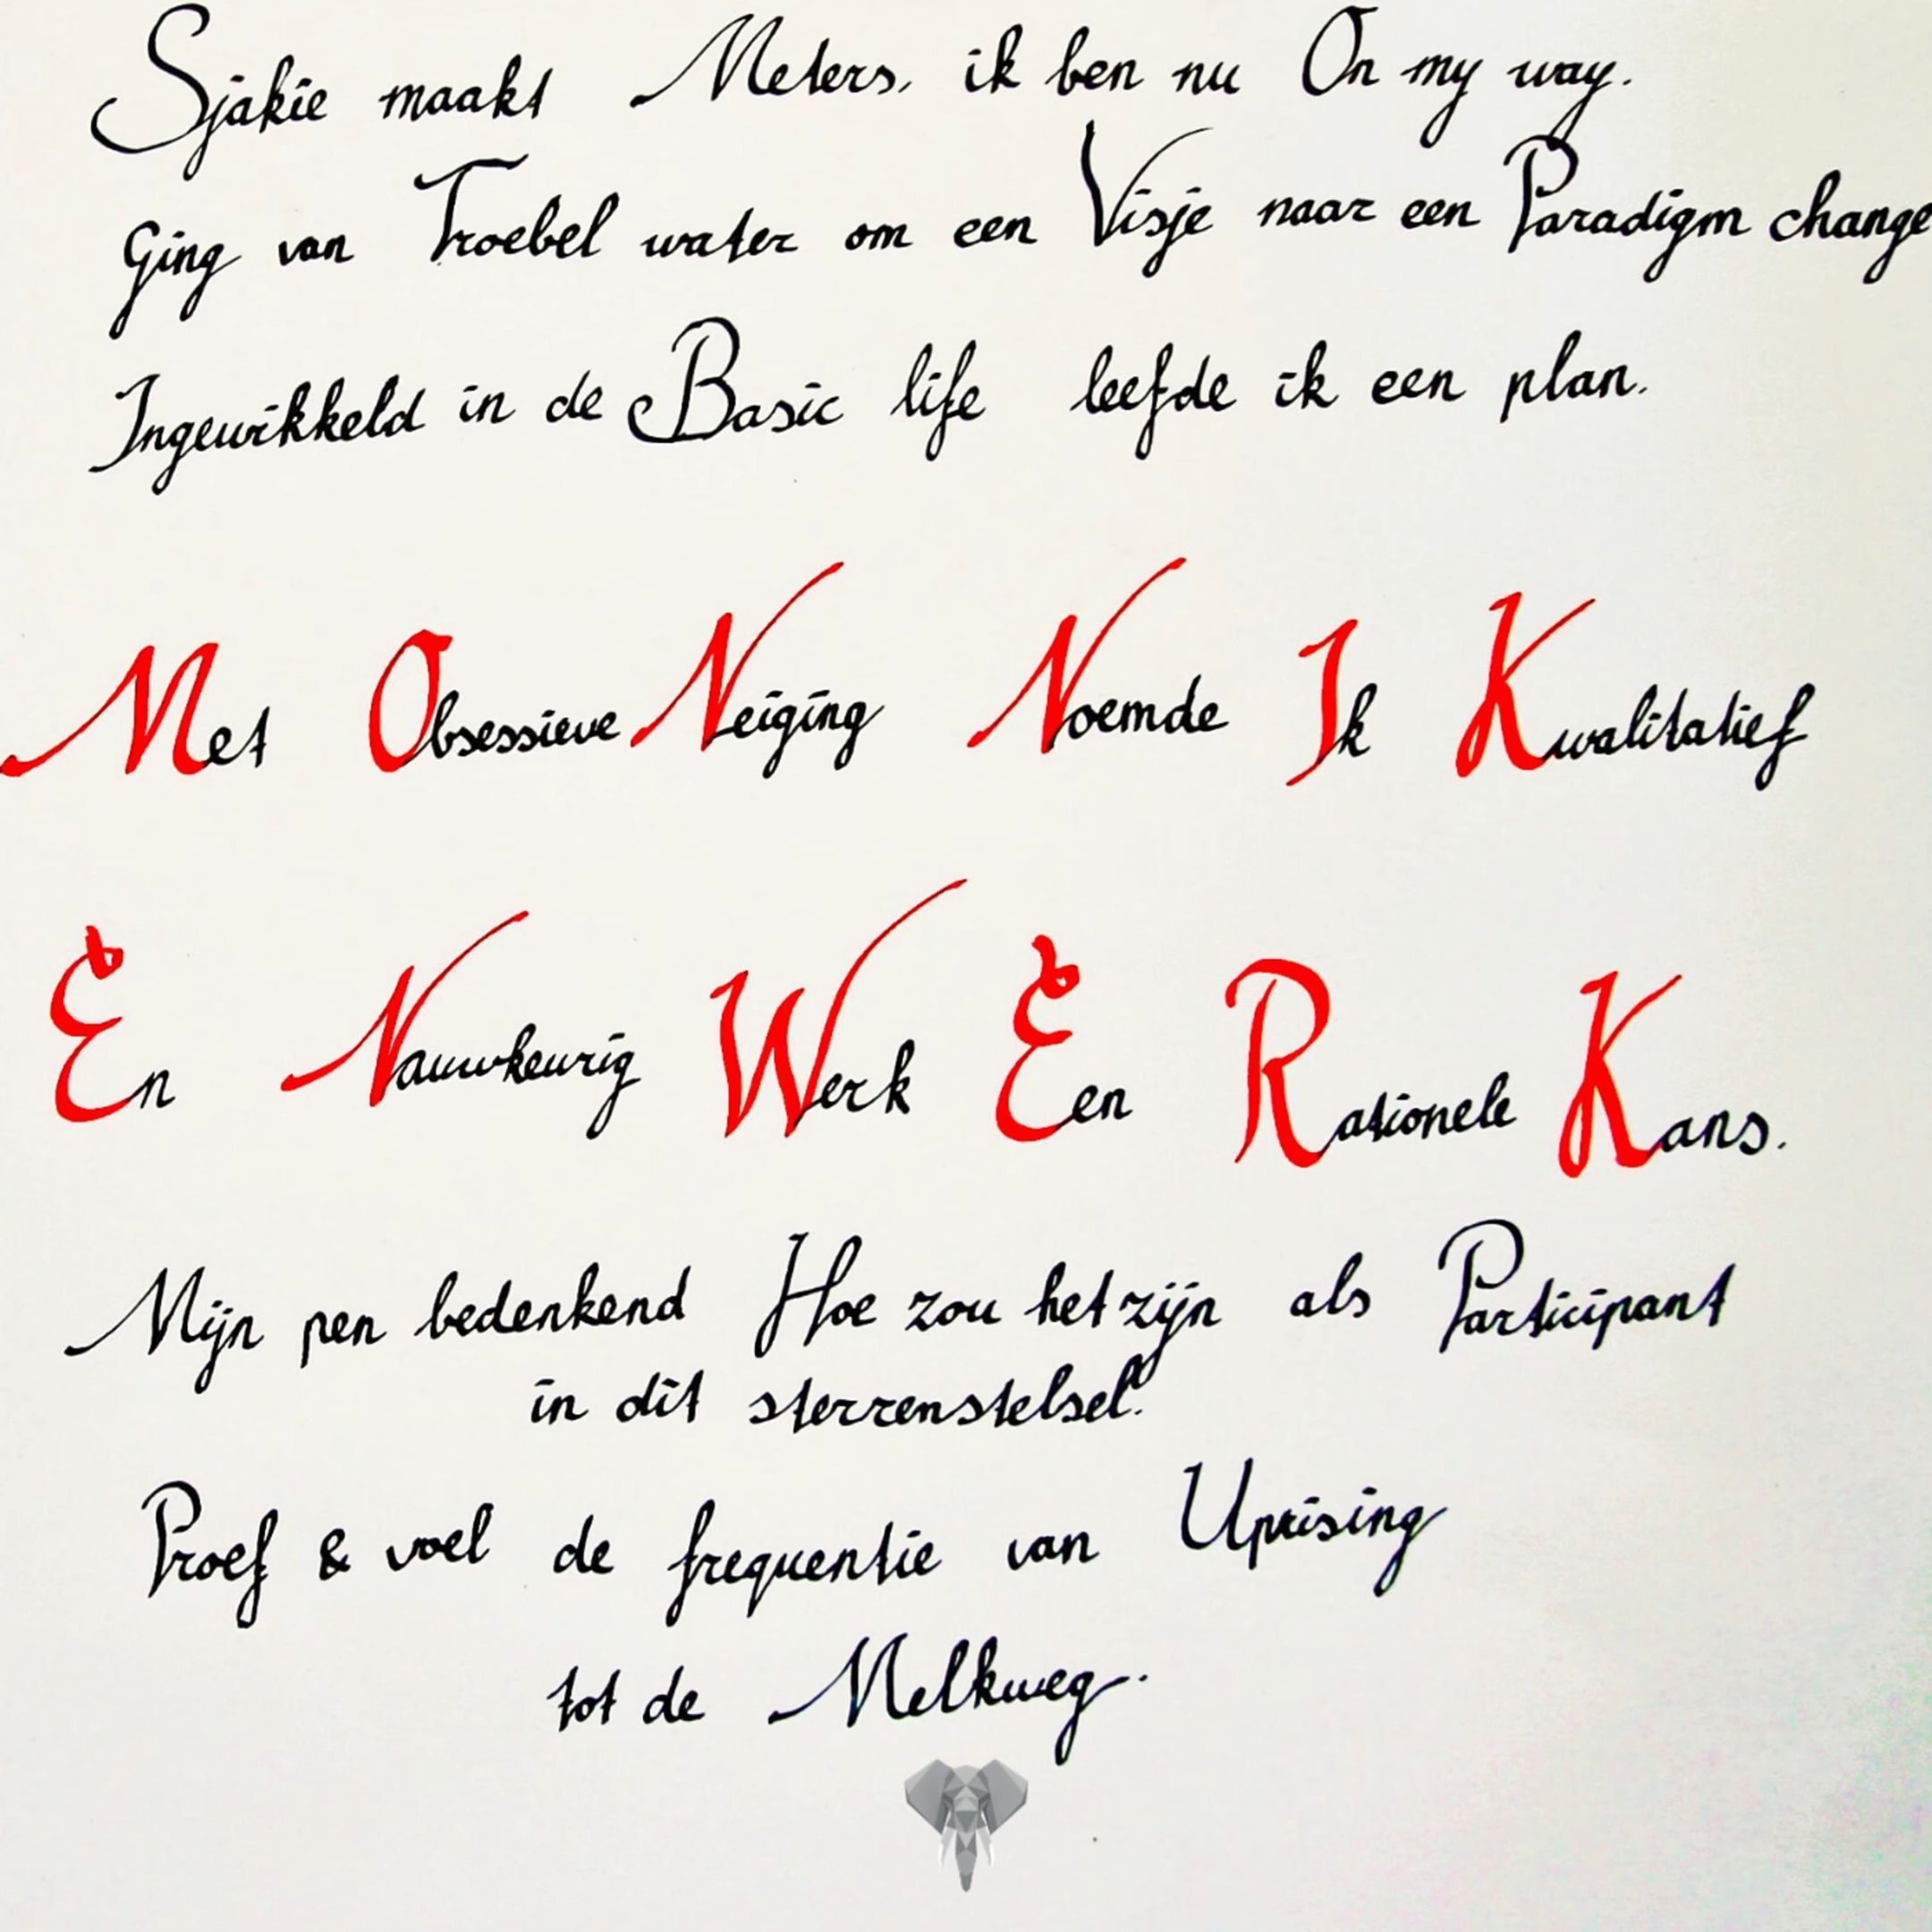 Sjakie maakt Meters, ik ben nu On my way.
Ging van Troebel water om een Visje naar een Paradigm change
Ingewikkeld in de Basic life leefde ik een plan.
Met Obsessieve Neiging Noemde Ik Kwalitatief
En Nauwkeurig Werk Een Rationele Kans.
Mijn pen bedenkend Hoe zou het zijn als Participant
in dit sterrenstelsel?
Proef & voel de frequentie van Uprising
tot de Melkweg.